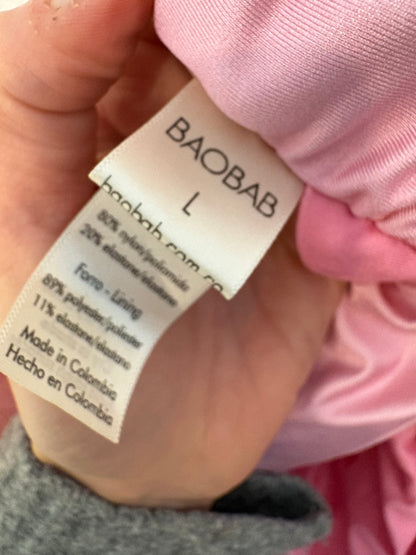 BAOBAB
L
baobab.com.co
80% nylon/poliamide
20% elastane/elastano
Forro - Lining
89% polyester/poliester
11% elastane/elastano
Made in Colombia
Hecho en Colombia